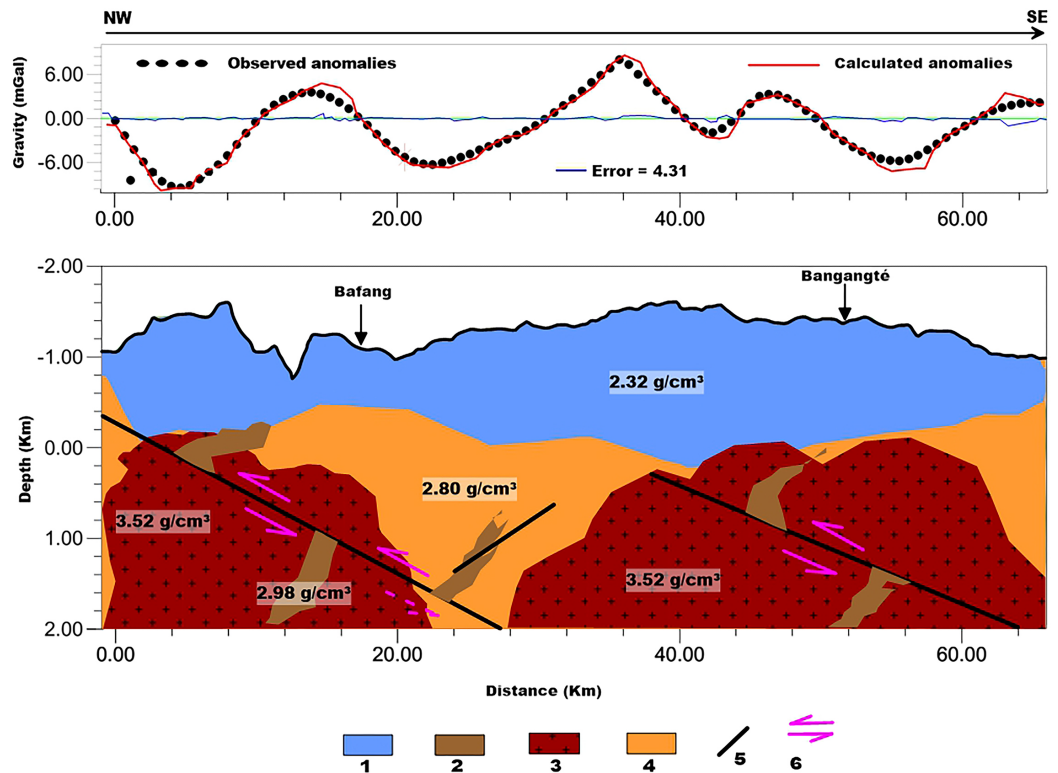 NW SE
Gravity (mGal)
6.00
0.00
-6.00
Observed anomalies
Calculated anomalies
Error = 4.31
0.00 20.00 40.00 60.00
Depth (Km)
-2.00
-1.00
0.00
1.00
2.00
Bafang
Bangangté
2.32 g/cm³
2.80 g/cm³
3.52 g/cm³
3.52 g/cm³
2.98 g/cm³
0.00 20.00 40.00 60.00
Distance (Km)
1 2 3 4 5 6